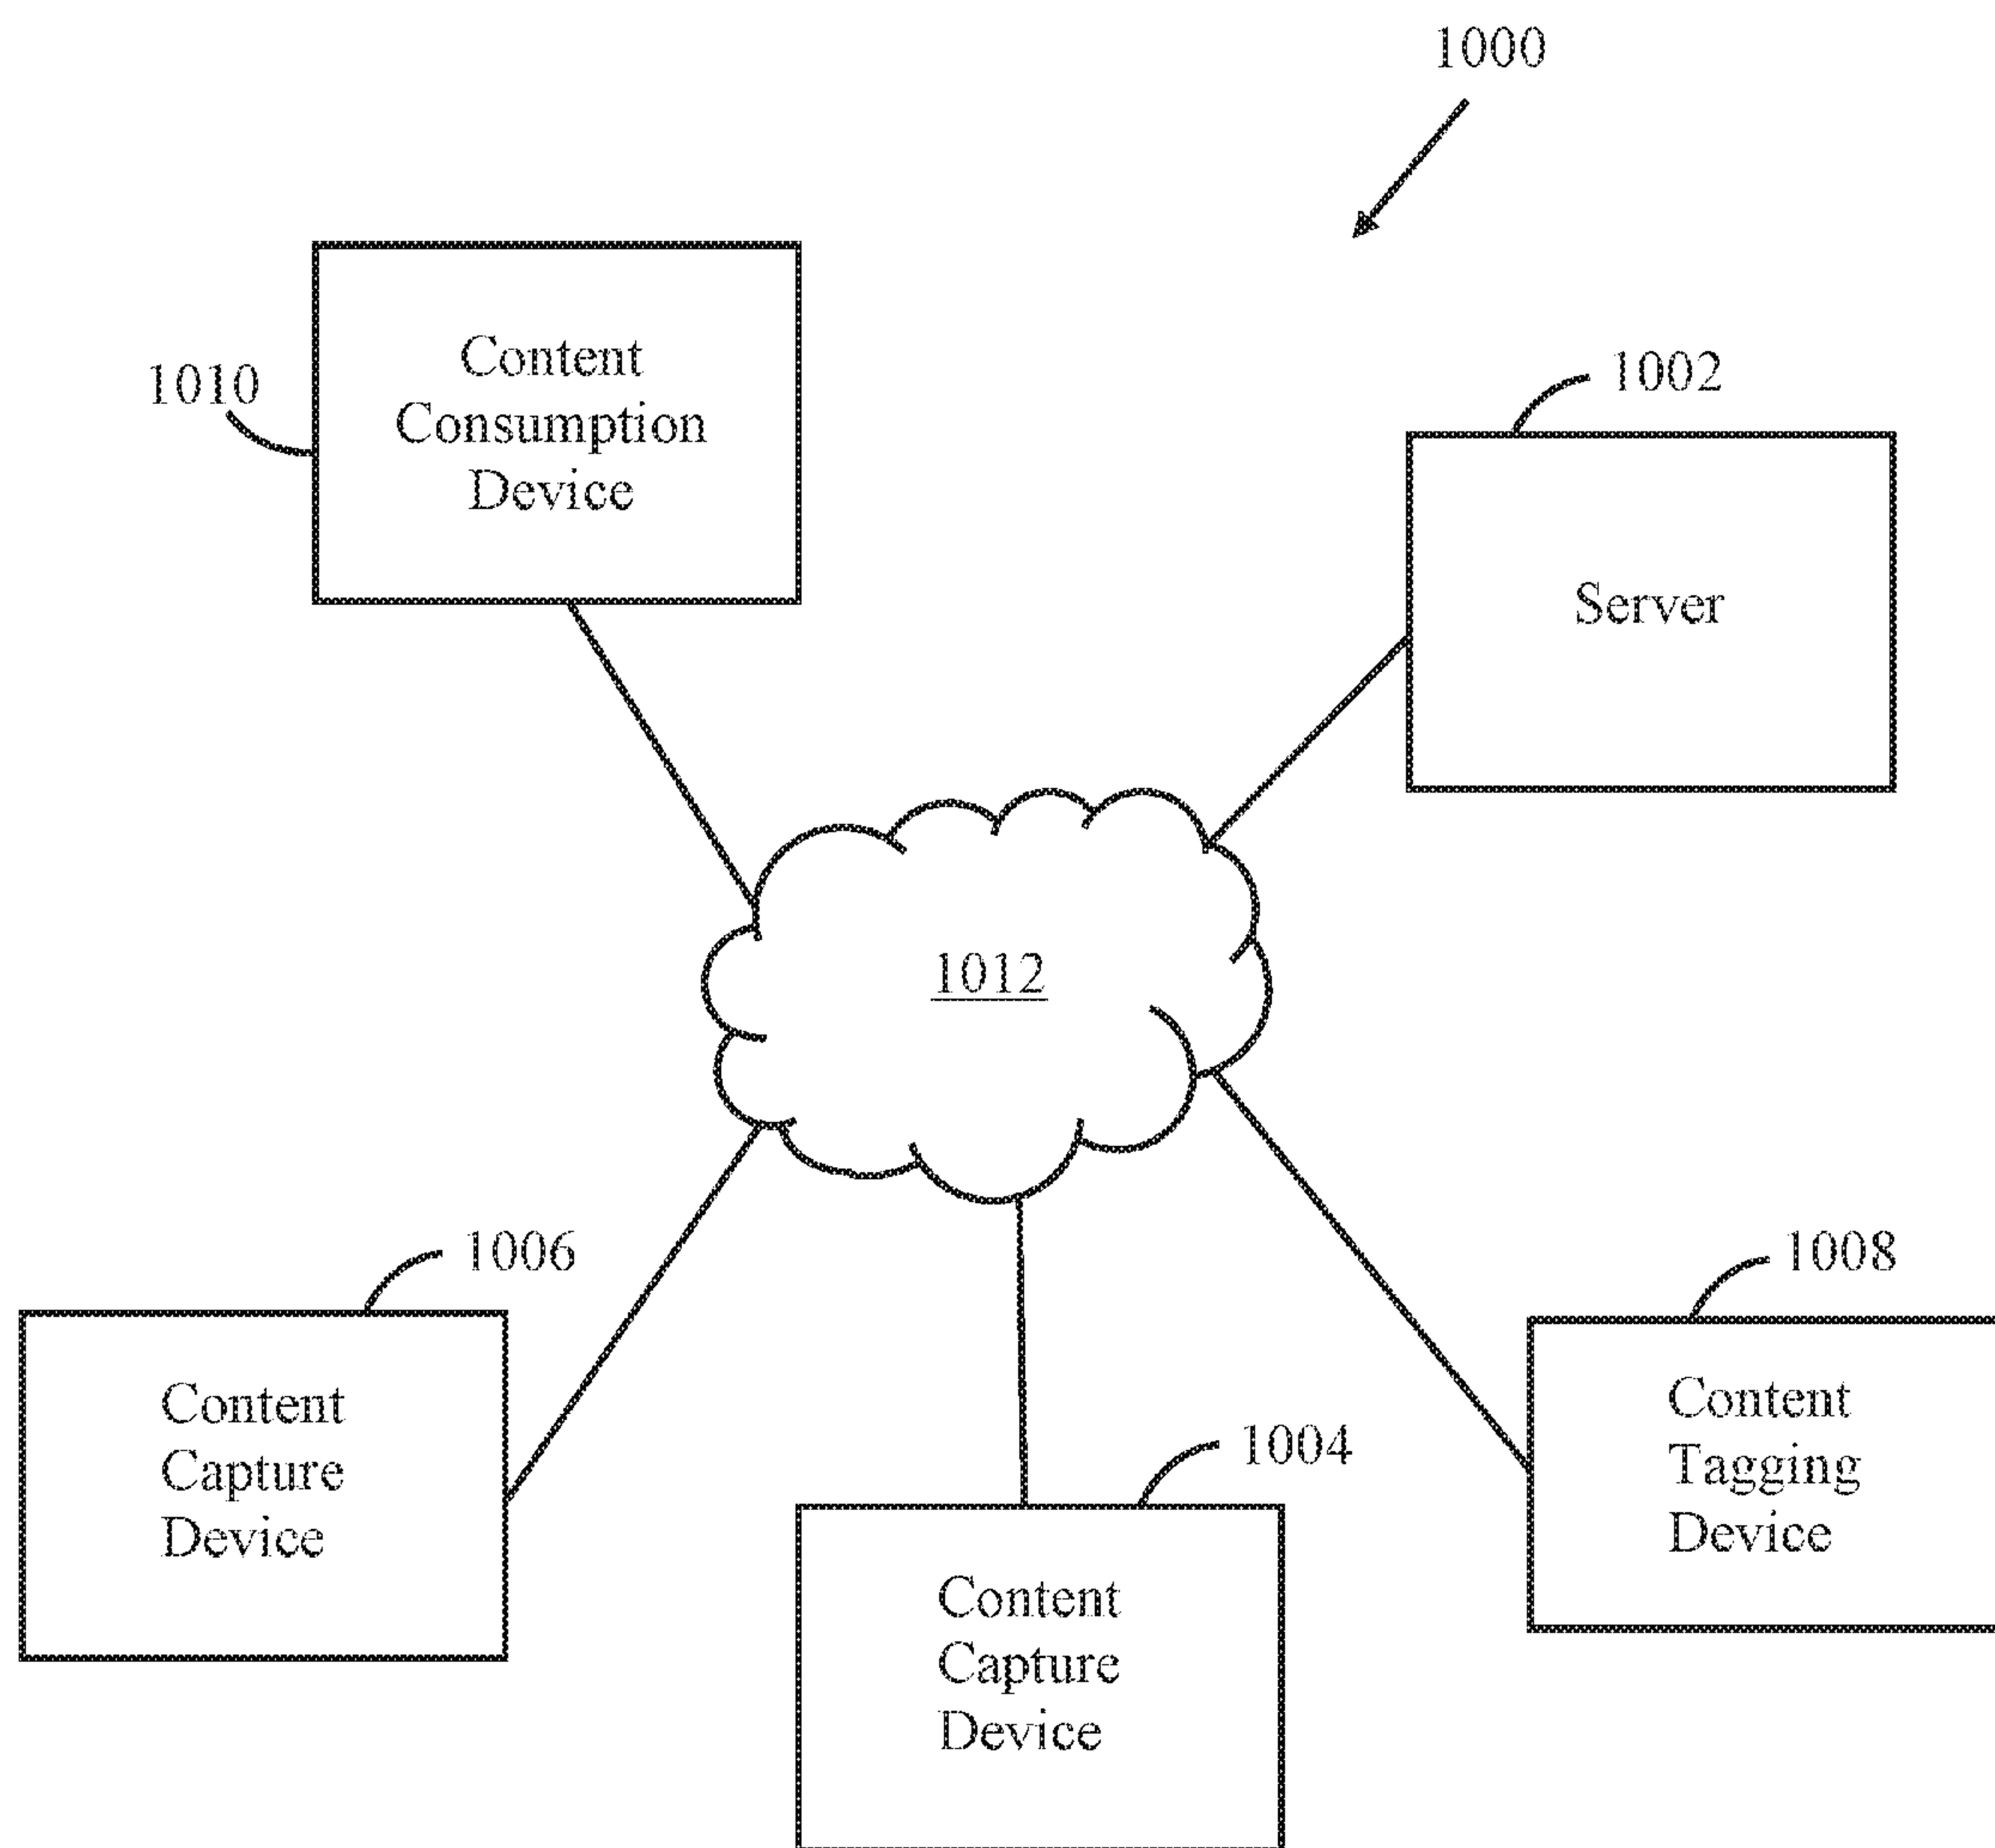 1000
1010
Content
Consumption
Device
1002
Server
1012
1006
Content
Capture
Device
1004
Content
Capture
Device
1008
Content
Tagging
Device